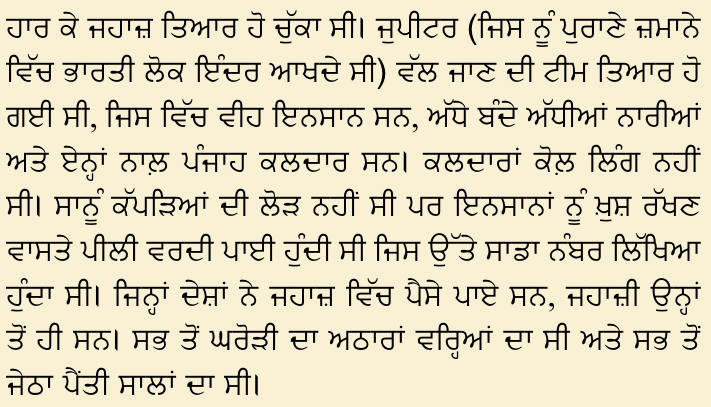 ਹਾਰ ਕੇ ਜਹਾਜ਼ ਤਿਆਰ ਹੋ ਚੁੱਕਾ ਸੀ। ਜੁਪੀਟਰ (ਜਿਸ ਨੂੰ ਪੁਰਾਣੇ ਜ਼ਮਾਨੇ
ਵਿੱਚ ਭਾਰਤੀ ਲੋਕ ਇੰਦਰ ਆਖਦੇ ਸੀ) ਵੱਲ ਜਾਣ ਦੀ ਟੀਮ ਤਿਆਰ ਹੋ
ਗਈ ਸੀ, ਜਿਸ ਵਿੱਚ ਵੀਹ ਇਨਸਾਨ ਸਨ, ਅੱਧੇ ਬੰਦੇ ਅੱਧੀਆਂ ਨਾਰੀਆਂ
ਅਤੇ ਏਨ੍ਹਾਂ ਨਾਲ਼ ਪੰਜਾਹ ਕਲਦਾਰ ਸਨ। ਕਲਦਾਰਾਂ ਕੋਲ਼ ਲਿੰਗ ਨਹੀਂ
ਸੀ। ਸਾਨੂੰ ਕੱਪੜਿਆਂ ਦੀ ਲੋੜ ਨਹੀਂ ਸੀ ਪਰ ਇਨਸਾਨਾਂ ਨੂੰ ਖ਼ੁਸ਼ ਰੱਖਣ
ਵਾਸਤੇ ਪੀਲੀ ਵਰਦੀ ਪਾਈ ਹੁੰਦੀ ਸੀ ਜਿਸ ਉੱਤੇ ਸਾਡਾ ਨੰਬਰ ਲਿੱਖਿਆ
ਹੁੰਦਾ ਸੀ। ਜਿਨ੍ਹਾਂ ਦੇਸ਼ਾਂ ਨੇ ਜਹਾਜ਼ ਵਿੱਚ ਪੈਸੇ ਪਾਏ ਸਨ, ਜਹਾਜ਼ੀ ਉਨ੍ਹਾਂ
ਤੋਂ ਹੀ ਸਨ। ਸਭ ਤੋਂ ਘਰੋੜੀ ਦਾ ਅਠਾਰਾਂ ਵਰ੍ਹਿਆਂ ਦਾ ਸੀ ਅਤੇ ਸਭ ਤੋਂ
ਜੇਠਾ ਪੈਂਤੀ ਸਾਲਾਂ ਦਾ ਸੀ।